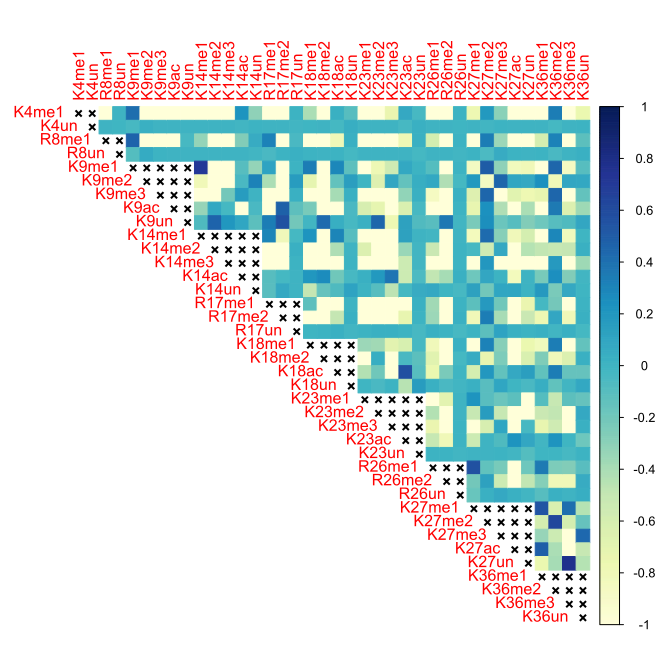 K4me1
K4un
R8me1
R8un
K9me1
K9me2
K9me3
K9ac
K9un
K14me1
K14me2
K14me3
K14ac
K14un
R17me1
R17me2
R17un
K18me1
K18me2
K18ac
K18un
K23me1
K23me2
K23me3
K23ac
K23un
R26me1
R26me2
R26un
K27me1
K27me2
K27me3
K27ac
K27un
K36me1
K36me2
K36me3
K36un
K4me1
K4un
R8me1
R8un
K9me1
K9me2
K9me3
K9ac
K9un
K14me1
K14me2
K14me3
K14ac
K14un
R17me1
R17me2
R17un
K18me1
K18me2
K18ac
K18un
K23me1
K23me2
K23me3
K23ac
K23un
R26me1
R26me2
R26un
K27me1
K27me2
K27me3
K27ac
K27un
K36me1
K36me2
K36me3
K36un
1
0.8
0.6
0.4
0.2
0
-0.2
-0.4
-0.6
-0.8
-1